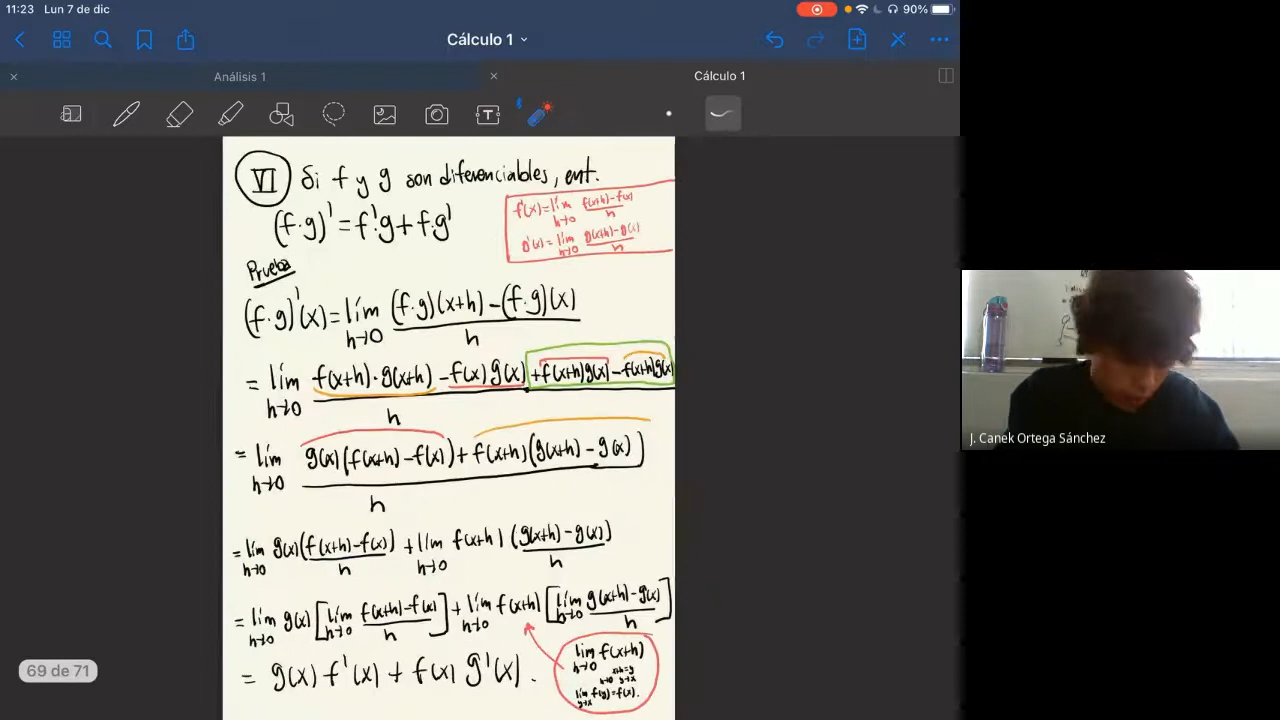 11:23 Lun 7 de dic 90%
Cálculo 1
Análisis 1
Cálculo 1
T
VI Si f y g son diferenciables, ent.
(f·g)' = f'·g + f·g'
f'(x) = lím h→0 f(x+h) - f(x) / h
g'(x) = lím h→0 g(x+h) - g(x) / h
Prueba
(f·g)'(x) = lím h→0 (f·g)(x+h) - (f·g)(x) / h
= lím h→0 f(x+h)·g(x+h) - f(x)g(x) + f(x+h)g(x) - f(x+h)g(x) / h
= lím h→0 g(x)(f(x+h) - f(x)) + f(x+h)(g(x+h) - g(x)) / h
= lím h→0 g(x)(f(x+h) - f(x)) / h + lím h→0 f(x+h)(g(x+h) - g(x)) / h
= lím h→0 g(x) [lím h→0 f(x+h) - f(x) / h] + lím h→0 f(x+h) [lím h→0 g(x+h) - g(x) / h]
= g(x) f'(x) + f(x) g'(x).
lím h→0 f(x+h)
x+h=y
h→0 y→x
lím y→x f(y) = f(x).
69 de 71
J. Canek Ortega Sánchez